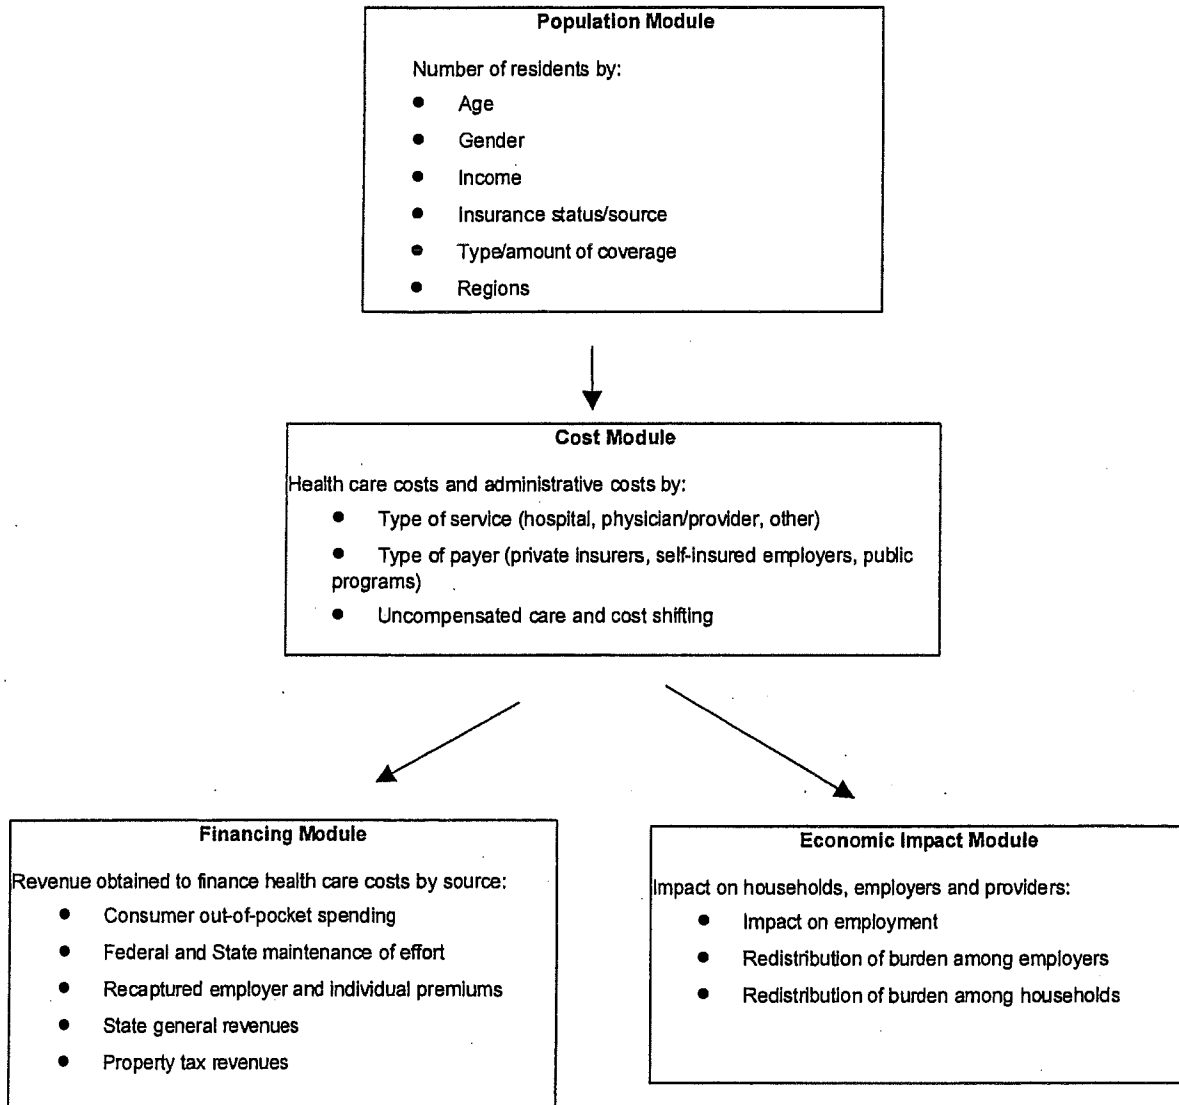 Population Module
Number of residents by:
● Age
● Gender
● Income
● Insurance status/source
● Type/amount of coverage
● Regions
Cost Module
Health care costs and administrative costs by:
● Type of service (hospital, physician/provider, other)
● Type of payer (private insurers, self-insured employers, public
programs)
● Uncompensated care and cost shifting
Financing Module
Revenue obtained to finance health care costs by source:
● Consumer out-of-pocket spending
● Federal and State maintenance of effort
● Recaptured employer and individual premiums
● State general revenues
● Property tax revenues
Economic Impact Module
Impact on households, employers and providers:
● Impact on employment
● Redistribution of burden among employers
● Redistribution of burden among households